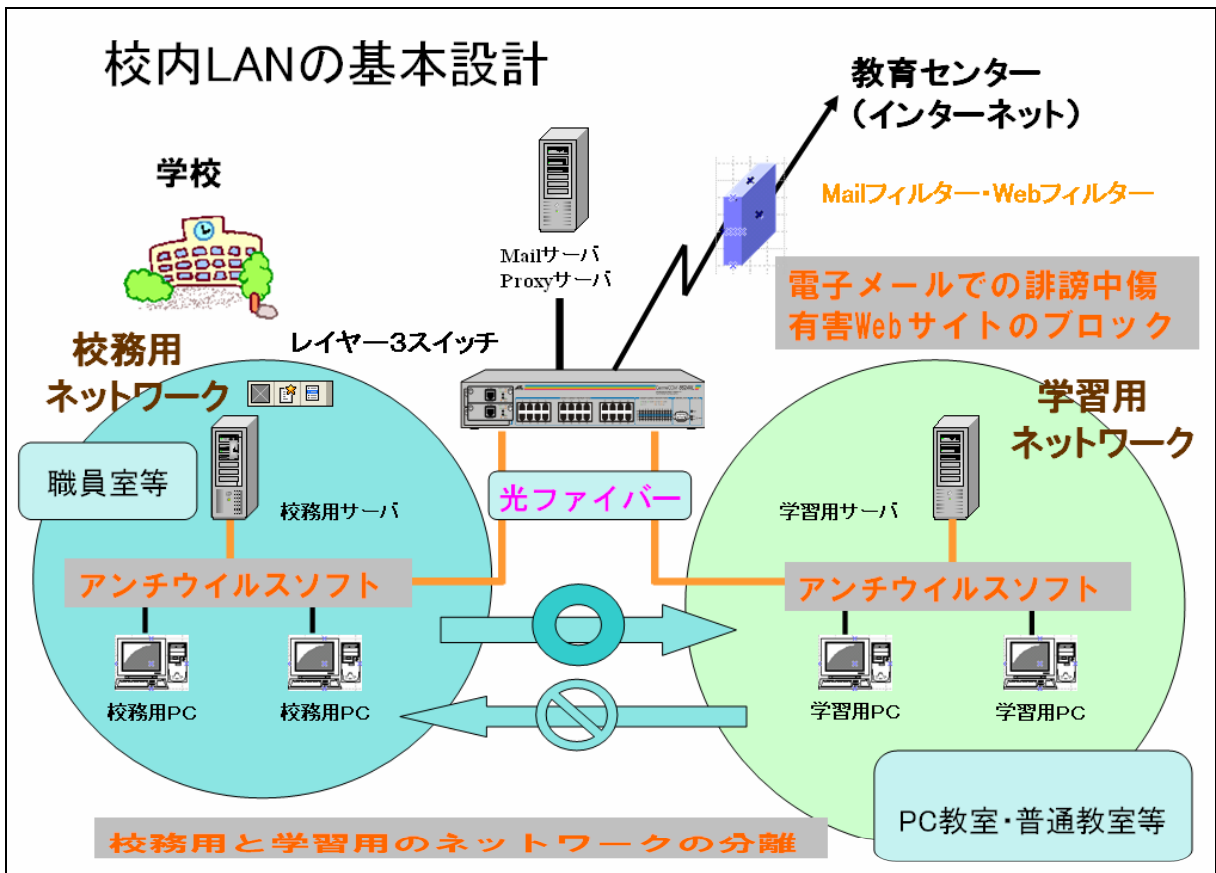 校内LANの基本設計
教育センター
（インターネット）
学校
Mailフィルター・Webフィルター
Mailサーバ
Proxyサーバ
電子メールでの誹謗中傷
有害Webサイトのブロック
レイヤー3スイッチ
校務用
ネットワーク
学習用
ネットワーク
職員室等
光ファイバー
校務用サーバ
学習用サーバ
アンチウイルスソフト
アンチウイルスソフト
校務用PC
校務用PC
学習用PC
学習用PC
PC教室・普通教室等
校務用と学習用のネットワークの分離